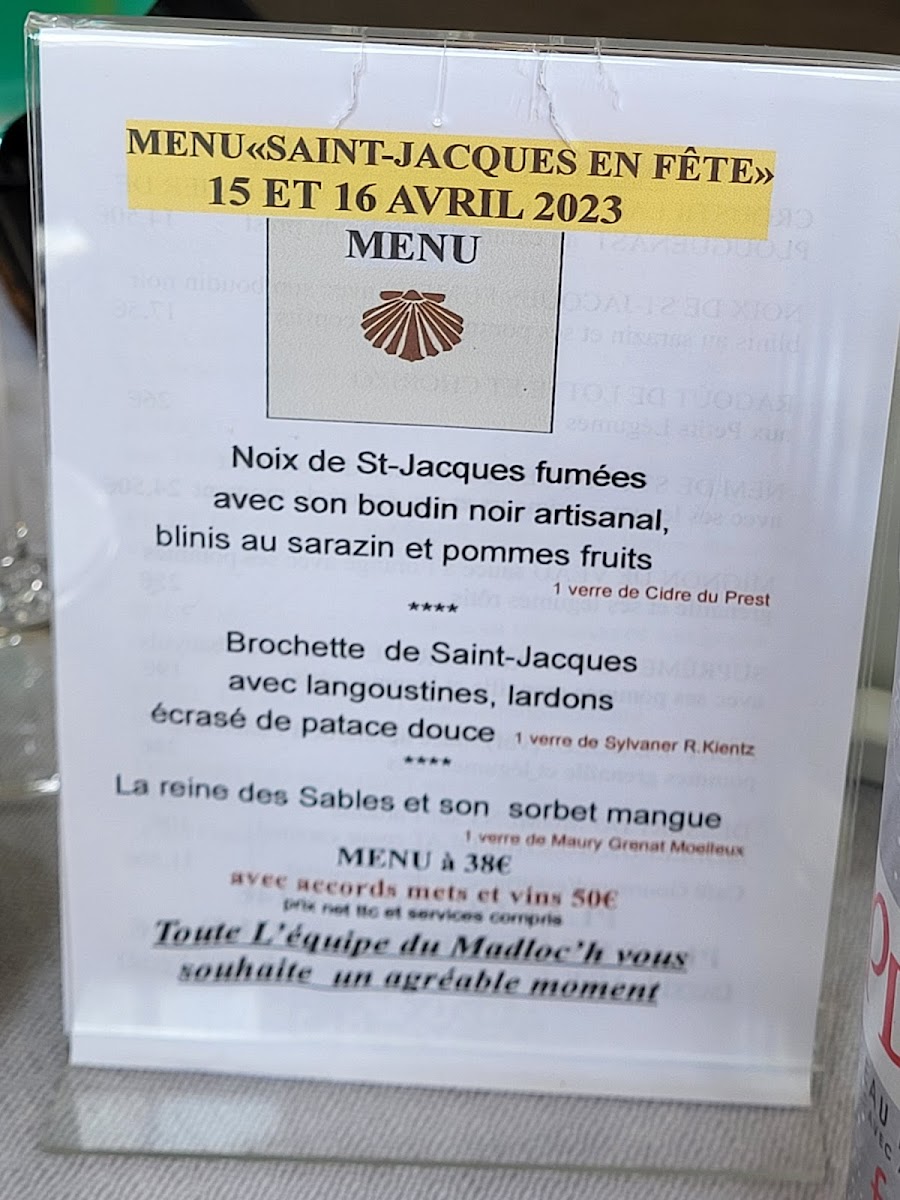 MENU«SAINT-JACQUES EN FÊTE»
15 ET 16 AVRIL 2023
MENU
Noix de St-Jacques fumées
avec son boudin noir artisanal,
blinis au sarazin et pommes fruits
1 verre de Cidre du Prest
****
Brochette de Saint-Jacques
avec langoustines, lardons
écrasé de patace douce 1 verre de Sylvaner R.Kientz
****
La reine des Sables et son sorbet mangue
1 verre de Maury Grenat Moelleux
MENU à 38€
avec accords mets et vins 50€
prix net ttc et services compris
Toute L'équipe du Madloc'h vous
souhaite un agréable moment